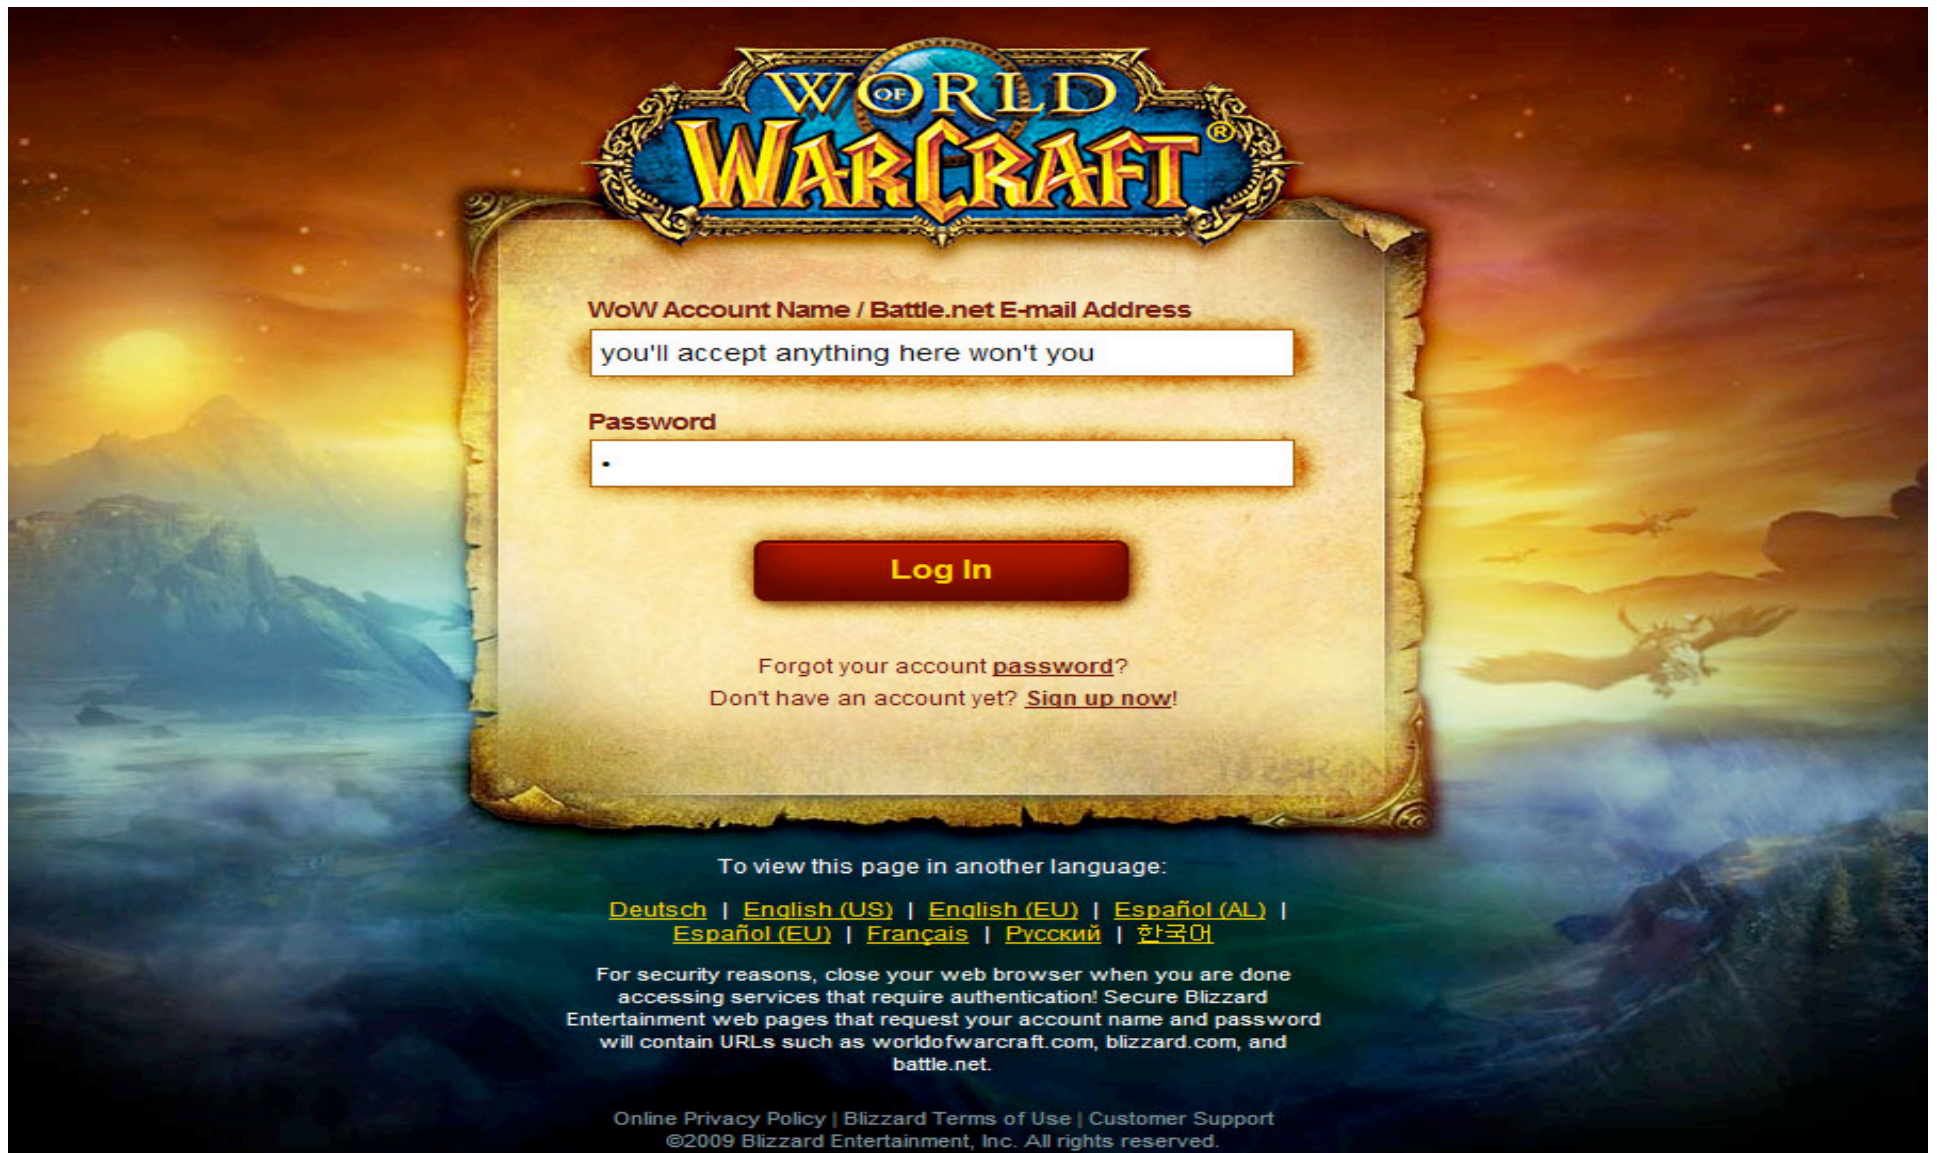 WORLD
OF
WARCRAFT®
WoW Account Name / Battle.net E-mail Address
you'll accept anything here won't you
Password
•
Log In
Forgot your account password?
Don't have an account yet? Sign up now!
To view this page in another language:
Deutsch | English (US) | English (EU) | Español (AL) |
Español (EU) | Français | Русский | 한국어
For security reasons, close your web browser when you are done
accessing services that require authentication! Secure Blizzard
Entertainment web pages that request your account name and password
will contain URLs such as worldofwarcraft.com, blizzard.com, and
battle.net.
Online Privacy Policy | Blizzard Terms of Use | Customer Support
©2009 Blizzard Entertainment, Inc. All rights reserved.